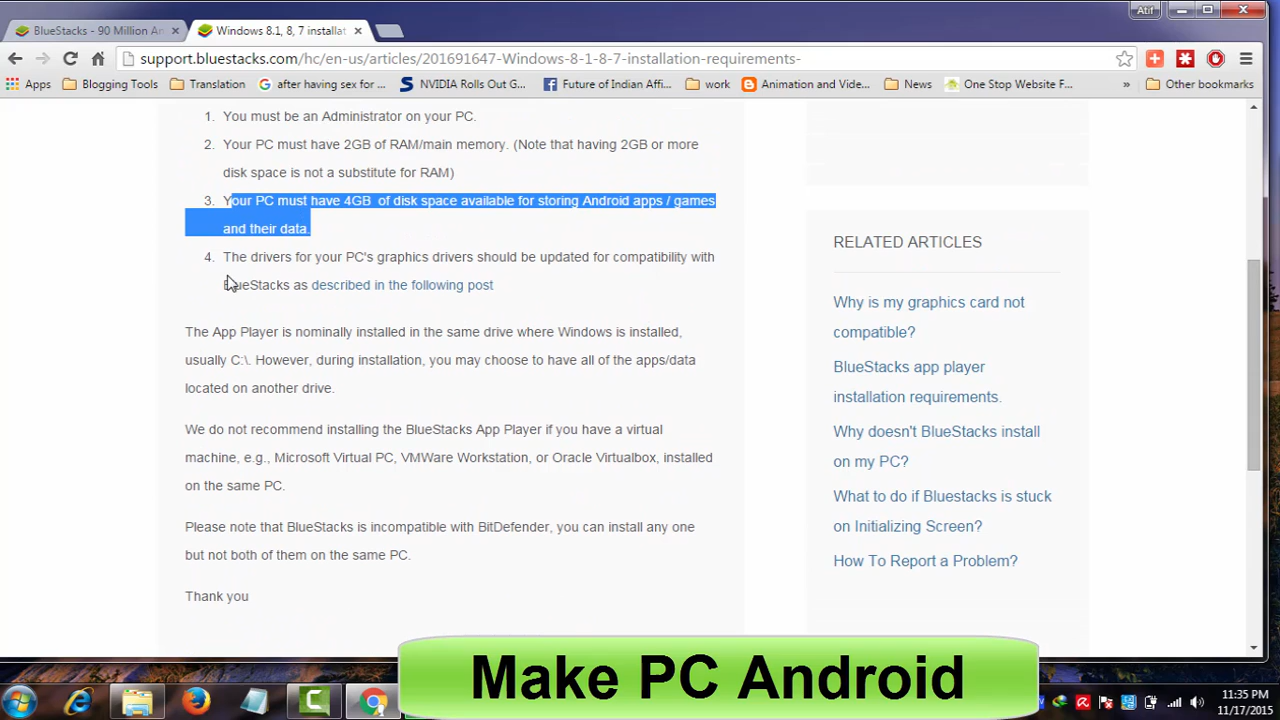 Atif
BlueStacks - 90 Million An
Windows 8.1, 8, 7 installat
support.bluestacks.com/hc/en-us/articles/201601647-Windows-8-1-8-7-installation-requirements-
Apps Blogging Tools Translation after having sex for ... NVIDIA Rolls Out G... Future of Indian Affi... work Animation and Video... News One Stop Website F... » Other bookmarks
1. You must be an Administrator on your PC.
2. Your PC must have 2GB of RAM/main memory. (Note that having 2GB or more
disk space is not a substitute for RAM)
3. Your PC must have 4GB of disk space available for storing Android apps / games
and their data.
4. The drivers for your PC's graphics drivers should be updated for compatibility with
BlueStacks as described in the following post
The App Player is nominally installed in the same drive where Windows is installed,
usually C:\. However, during installation, you may choose to have all of the apps/data
located on another drive.
We do not recommend installing the BlueStacks App Player if you have a virtual
machine, e.g., Microsoft Virtual PC, VMWare Workstation, or Oracle Virtualbox, installed
on the same PC.
Please note that BlueStacks is incompatible with BitDefender, you can install any one
but not both of them on the same PC.
Thank you
RELATED ARTICLES
Why is my graphics card not
compatible?
BlueStacks app player
installation requirements.
Why doesn't BlueStacks install
on my PC?
What to do if Bluestacks is stuck
on Initializing Screen?
How To Report a Problem?
Make PC Android
11:35 PM
11/17/2015